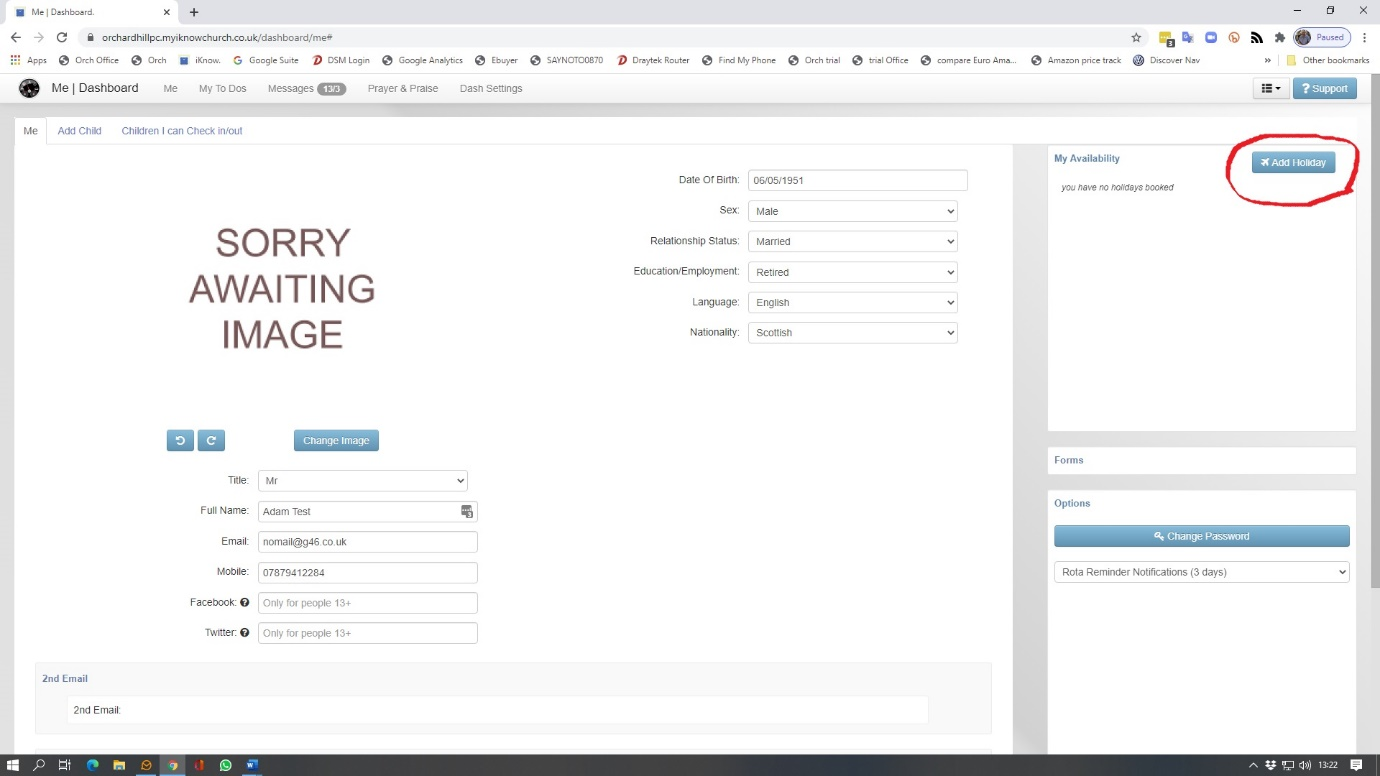 Me | Dashboard.
orchardhillpc.myiknowchurch.co.uk/dashboard/me#
3
Paused
Apps Orch Office Orch iKnow. Google Suite DSM Login Google Analytics Ebuyer SAYNOTO0870 Draytek Router Find My Phone Orch trial trial Office compare Euro Ama... Amazon price track Discover Nav » Other bookmarks
Me | Dashboard Me My To Dos Messages 13/3 Prayer & Praise Dash Settings ? Support
Me Add Child Children I can Check in/out
My Availability Add Holiday
you have no holidays booked
SORRY
AWAITING
IMAGE
Date Of Birth: 06/05/1951
Sex: Male
Relationship Status: Married
Education/Employment: Retired
Language: English
Nationality: Scottish
Change Image
Title: Mr
Full Name: Adam Test
Email: nomail@g46.co.uk
Mobile: 07879412284
Facebook: ? Only for people 13+
Twitter: ? Only for people 13+
2nd Email
2nd Email:
Forms
Options
Change Password
Rota Reminder Notifications (3 days)
13:22